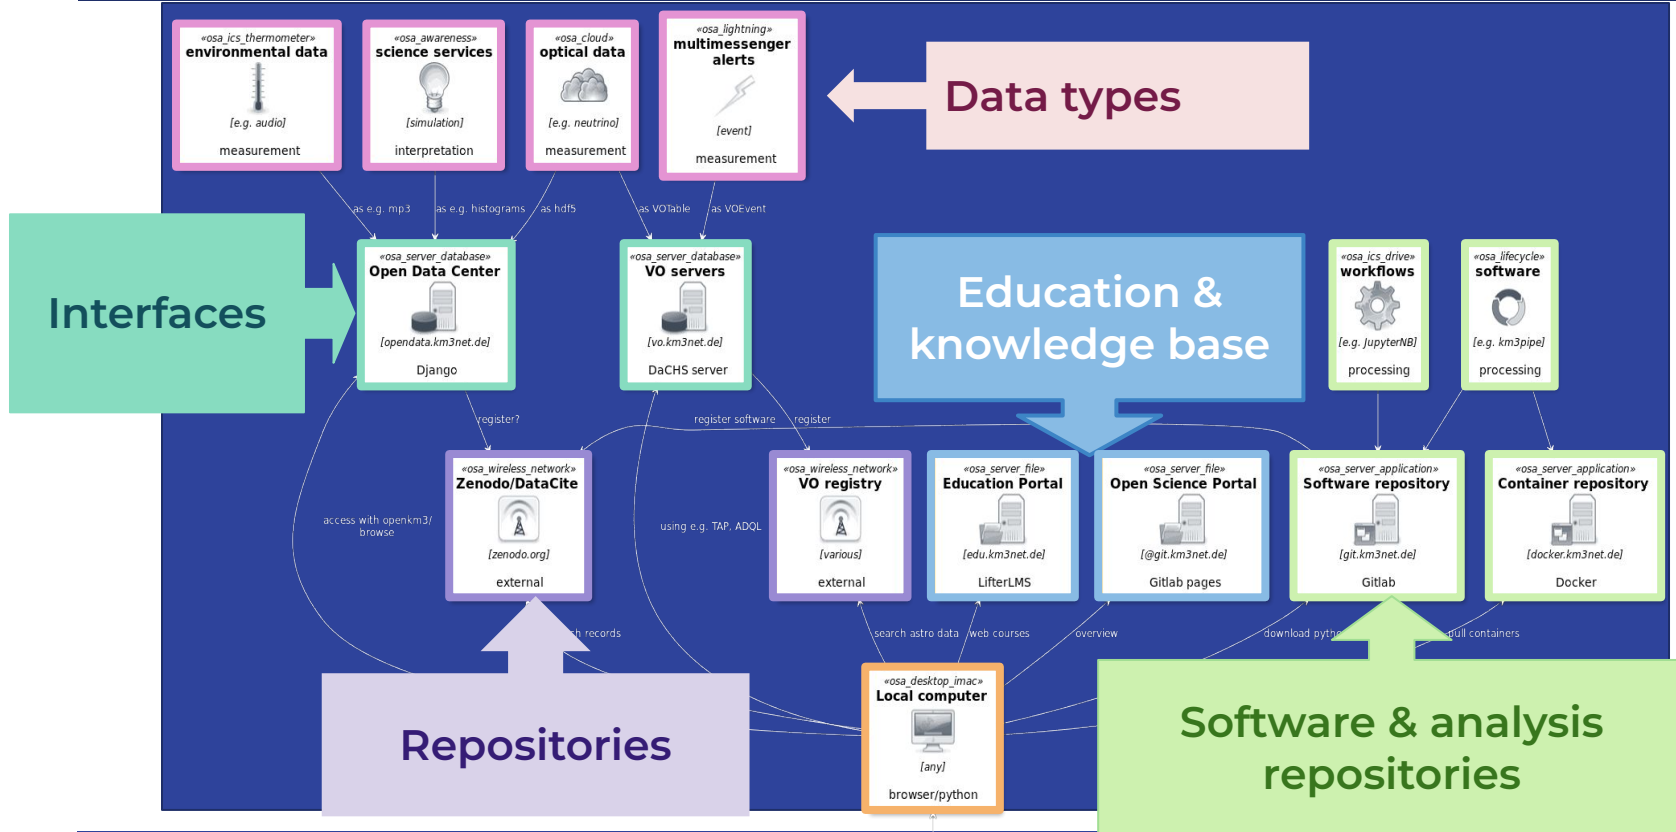 «osa_ics_thermometer»
environmental data
[e.g. audio]
measurement
«osa_awareness»
science services
[simulation]
interpretation
«osa_cloud»
optical data
[e.g. neutrino]
measurement
«osa_lightning»
multimessenger
alerts
[event]
measurement
Data types
as e.g. mp3
as e.g. histograms
as hdf5
as VOTable
as VOEvent
Interfaces
«osa_server_database»
Open Data Center
[opendata.km3net.de]
Django
«osa_server_database»
VO servers
[vo.km3net.de]
DaCHS server
Education &
knowledge base
«osa_ics_drive»
workflows
[e.g. JupyterNB]
processing
«osa_lifecycle»
software
[e.g. km3pipe]
processing
register?
register software
register
access with openkm3/
browse
«osa_wireless_network»
Zenodo/DataCite
[zenodo.org]
external
using e.g. TAP, ADQL
«osa_wireless_network»
VO registry
[various]
external
«osa_server_file»
Education Portal
[edu.km3net.de]
LifterLMS
«osa_server_file»
Open Science Portal
[@git.km3net.de]
Gitlab pages
«osa_server_application»
Software repository
[git.km3net.de]
Gitlab
«osa_server_application»
Container repository
[docker.km3net.de]
Docker
records
search astro data
web courses
overview
download
containers
Repositories
«osa_desktop_imac»
Local computer
[any]
browser/python
Software & analysis
repositories